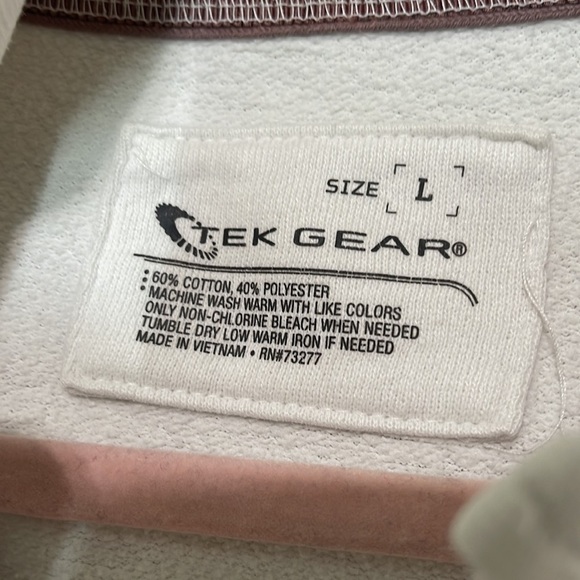 SIZE L
TEK GEAR®
60% COTTON, 40% POLYESTER
MACHINE WASH WARM WITH LIKE COLORS
ONLY NON-CHLORINE BLEACH WHEN NEEDED
TUMBLE DRY LOW WARM IRON IF NEEDED
MADE IN VIETNAM • RN#73277